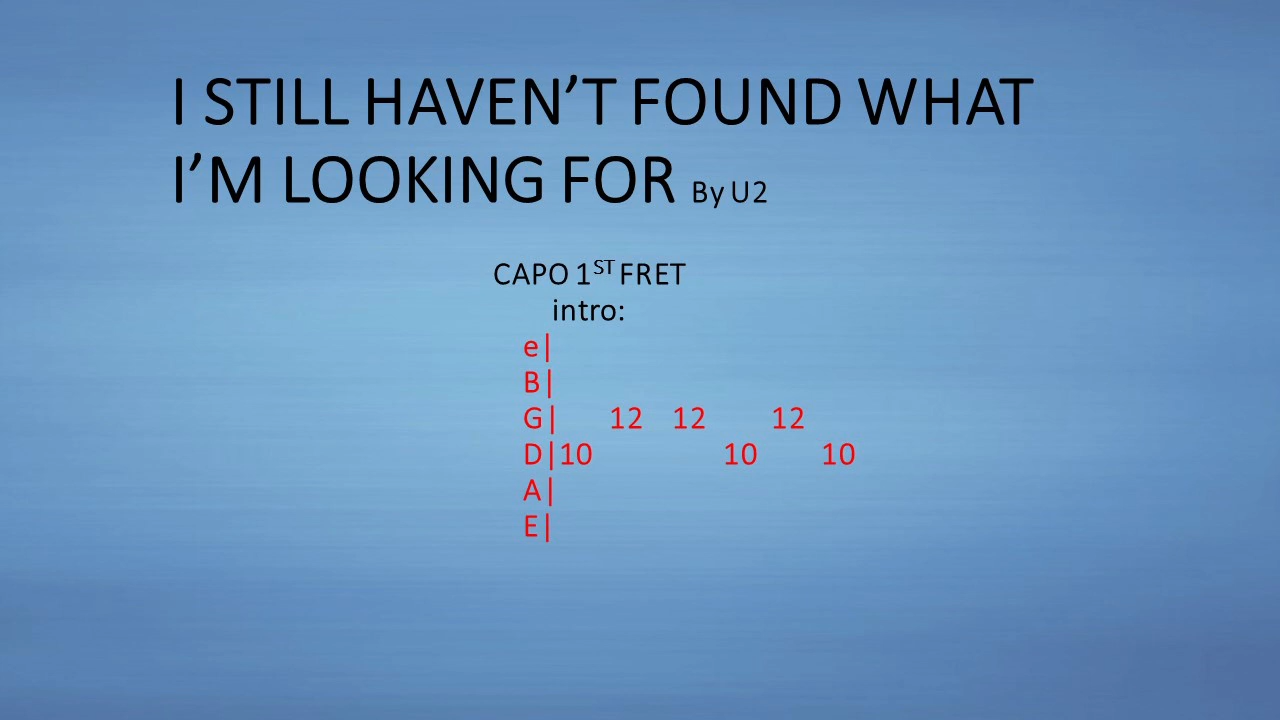 I STILL HAVEN’T FOUND WHAT
I’M LOOKING FOR By U2
CAPO 1ST FRET
intro:
e|
B|
G| 12 12 12
D|10 10 10
A|
E|